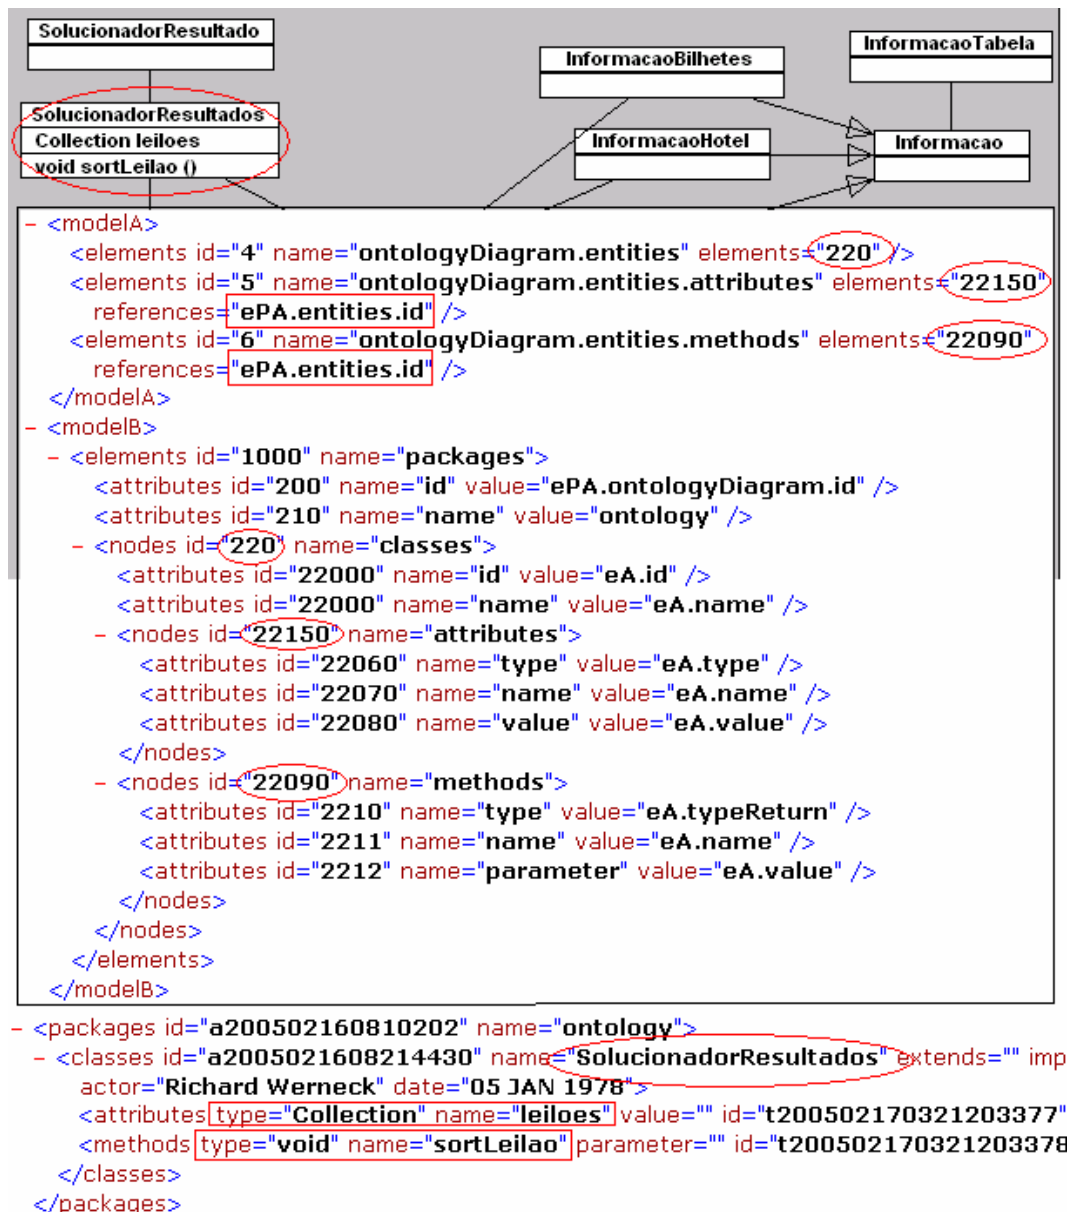 SolucionadorResultado
InformacaoTabela
InformacaoBilhetes
SolucionadorResultados
Collection leiloes
void sortLeilao ()
InformacaoHotel
Informacao
- <modelA>
<elements id="4" name="ontologyDiagram.entities" elements="220" />
<elements id="5" name="ontologyDiagram.entities.attributes" elements="22150"
references="ePA.entities.id" />
<elements id="6" name="ontologyDiagram.entities.methods" elements="22090"
references="ePA.entities.id" />
</modelA>
- <modelB>
- <elements id="1000" name="packages">
<attributes id="200" name="id" value="ePA.ontologyDiagram.id" />
<attributes id="210" name="name" value="ontology" />
- <nodes id="220" name="classes">
<attributes id="22000" name="id" value="eA.id" />
<attributes id="22000" name="name" value="eA.name" />
- <nodes id="22150" name="attributes">
<attributes id="22060" name="type" value="eA.type" />
<attributes id="22070" name="name" value="eA.name" />
<attributes id="22080" name="value" value="eA.value" />
</nodes>
- <nodes id="22090" name="methods">
<attributes id="2210" name="type" value="eA.typeReturn" />
<attributes id="2211" name="name" value="eA.name" />
<attributes id="2212" name="parameter" value="eA.value" />
</nodes>
</nodes>
</elements>
</modelB>
- <packages id="a200502160810202" name="ontology">
- <classes id="a2005021608214430" name="SolucionadorResultados" extends="" imp
actor="Richard Werneck" date="05 JAN 1978">
<attributes type="Collection" name="leiloes" value="" id="t200502170321203377"
<methods type="void" name="sortLeilao" parameter="" id="t200502170321203378
</classes>
</packages>